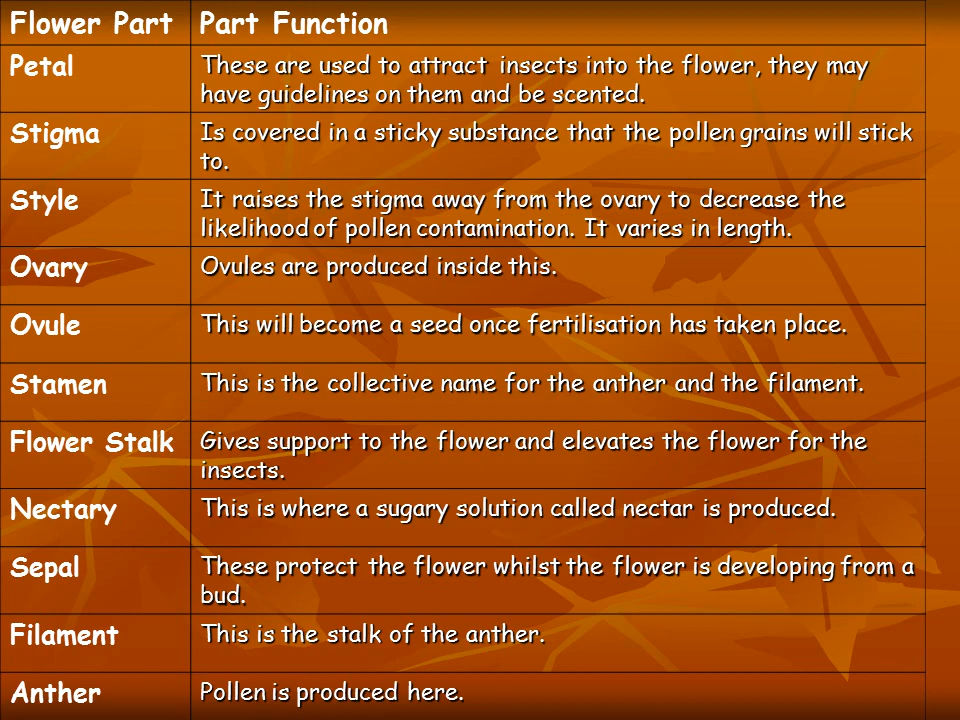 Flower Part Part Function
Petal These are used to attract insects into the flower, they may
have guidelines on them and be scented.
Stigma Is covered in a sticky substance that the pollen grains will stick
to.
Style It raises the stigma away from the ovary to decrease the
likelihood of pollen contamination. It varies in length.
Ovary Ovules are produced inside this.
Ovule This will become a seed once fertilisation has taken place.
Stamen This is the collective name for the anther and the filament.
Flower Stalk Gives support to the flower and elevates the flower for the
insects.
Nectary This is where a sugary solution called nectar is produced.
Sepal These protect the flower whilst the flower is developing from a
bud.
Filament This is the stalk of the anther.
Anther Pollen is produced here.